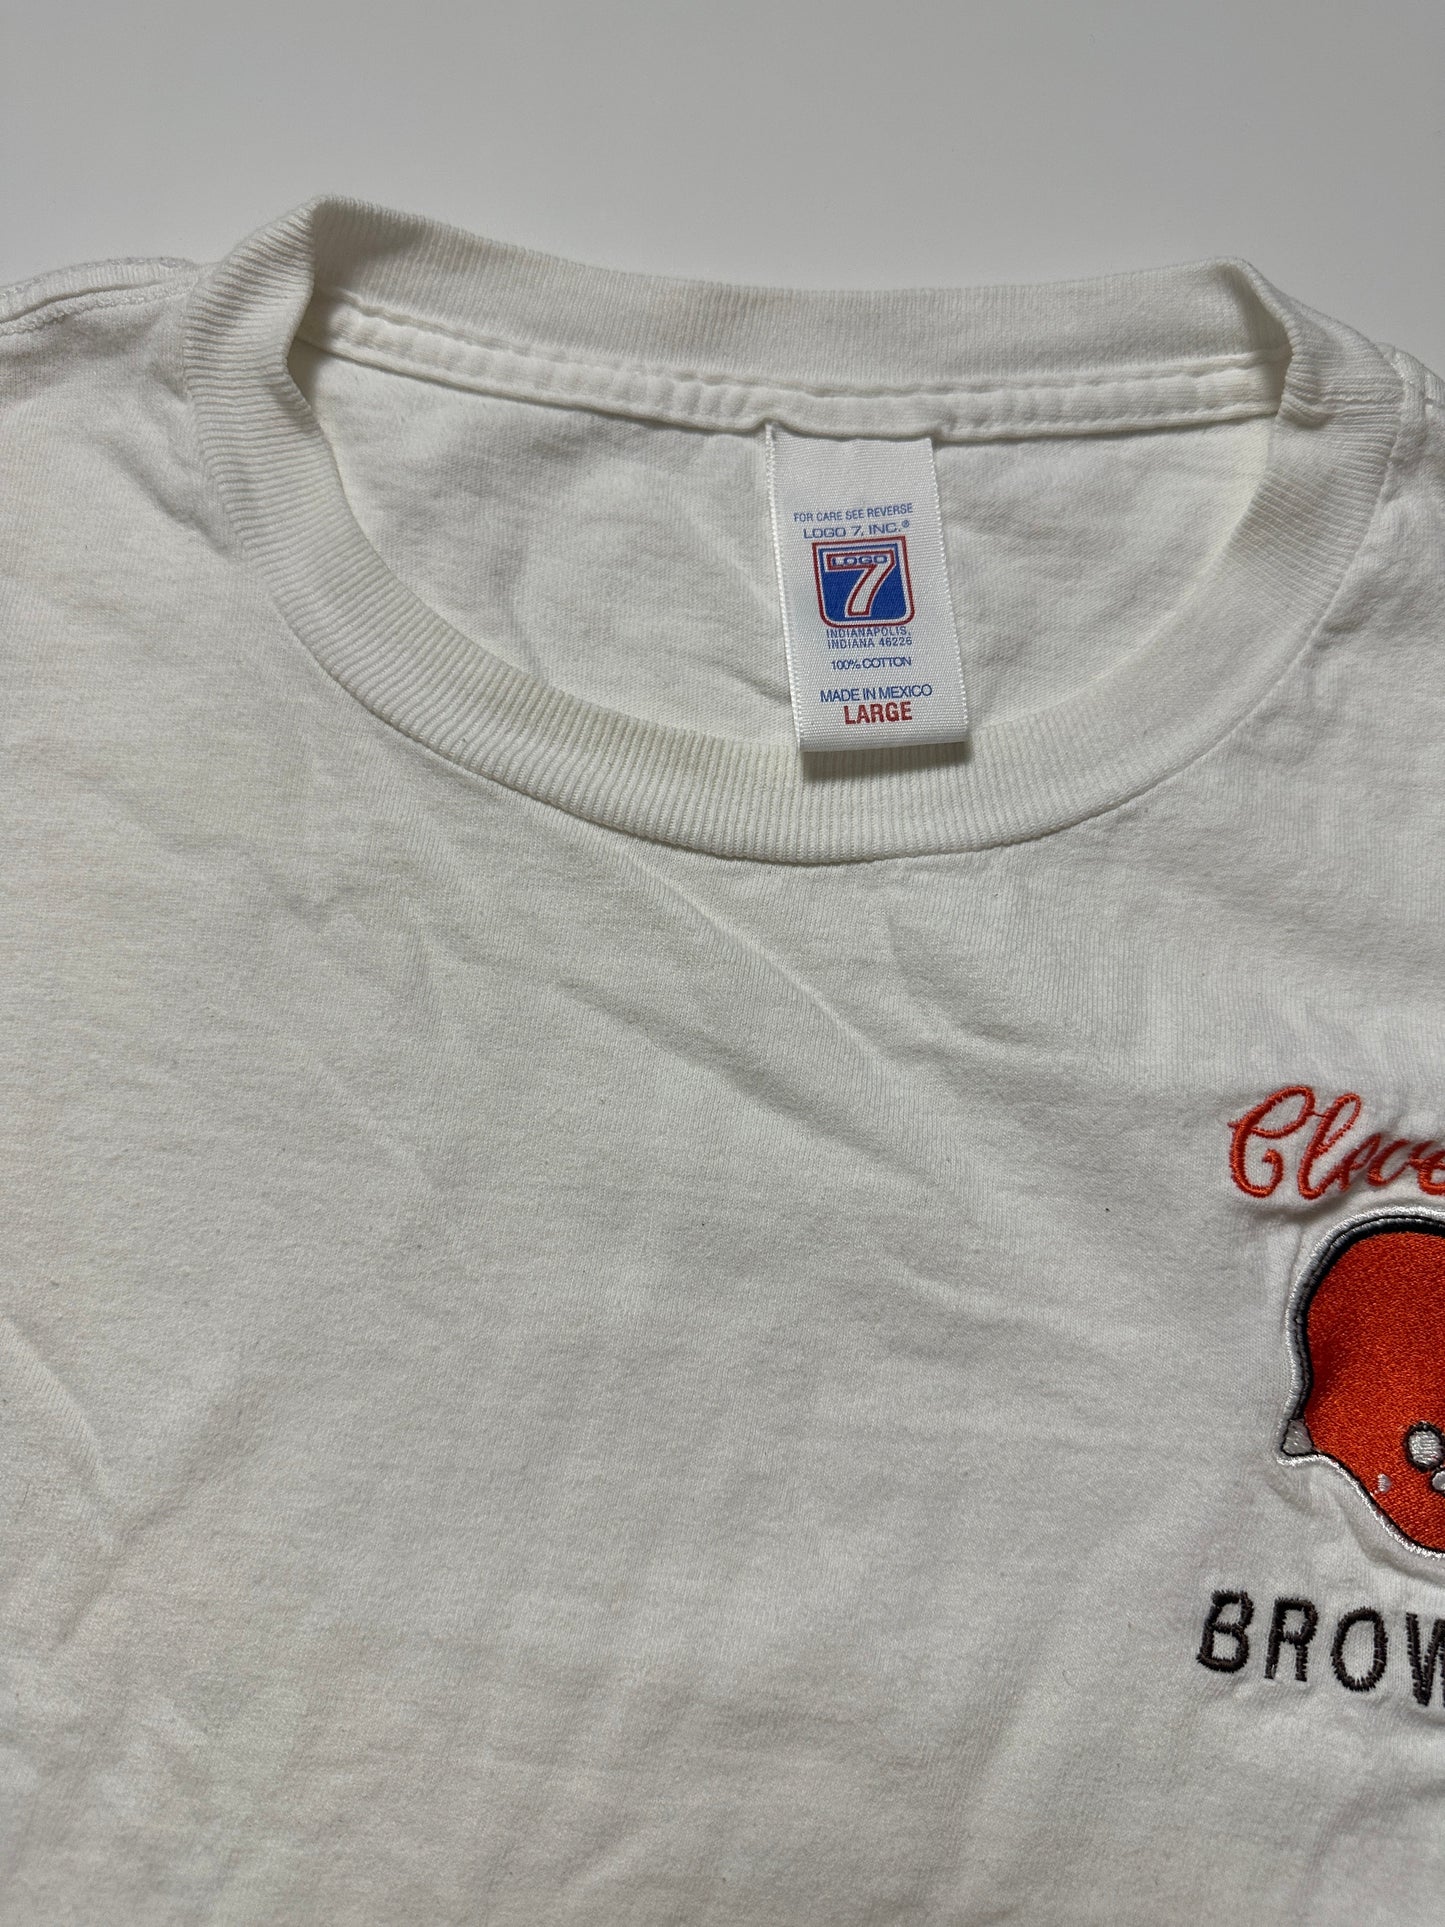 FOR CARE SEE REVERSE
LOGO 7, INC.®
LOGO
7
INDIANAPOLIS,
INDIANA 46226
100% COTTON
MADE IN MEXICO
LARGE
Cleve
BROW